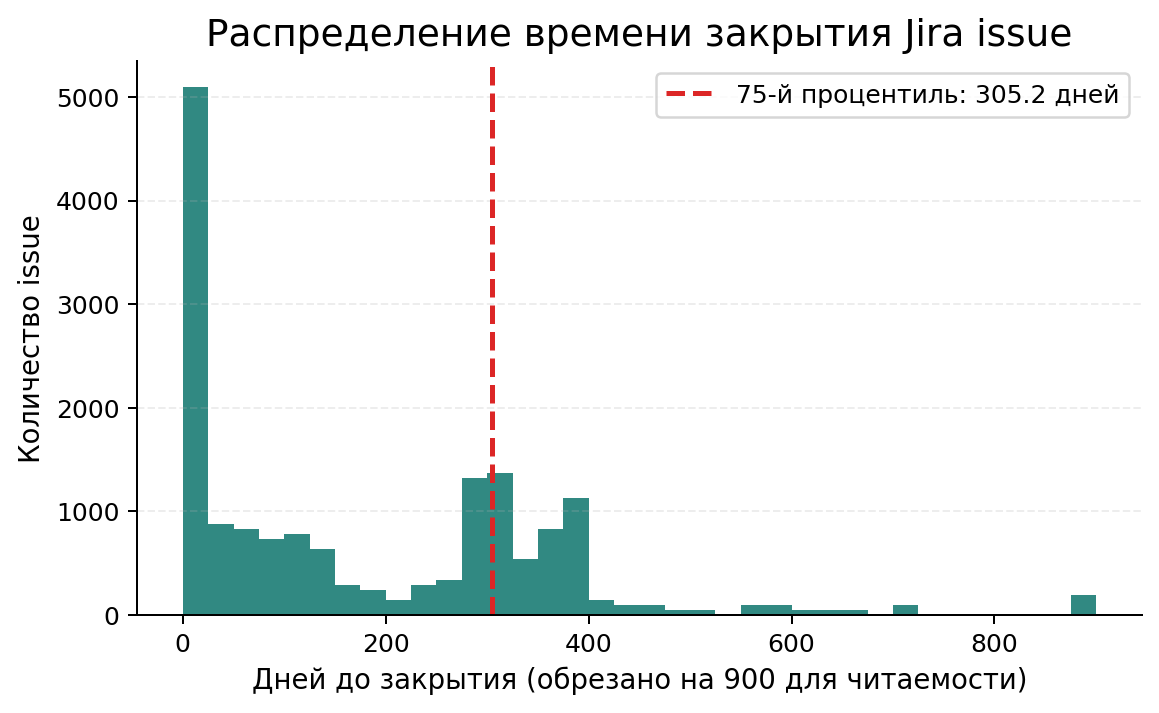 Распределение времени закрытия Jira issue
75-й процентиль: 305.2 дней
Количество issue
5000
4000
3000
2000
1000
0
0 200 400 600 800
Дней до закрытия (обрезано на 900 для читаемости)